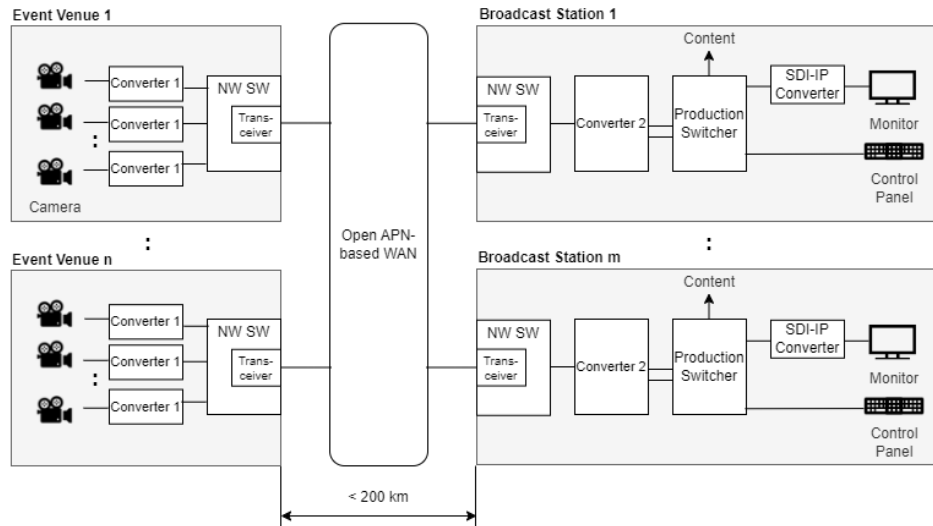 Event Venue 1
Converter 1
Converter 1
:
Converter 1
Camera
NW SW
Trans-
ceiver
:
Event Venue n
Converter 1
Converter 1
:
Converter 1
NW SW
Trans-
ceiver
Open APN-
based WAN
< 200 km
Broadcast Station 1
NW SW
Trans-
ceiver
Converter 2
Content
Production
Switcher
SDI-IP
Converter
Monitor
Control
Panel
:
Broadcast Station m
NW SW
Trans-
ceiver
Converter 2
Content
Production
Switcher
SDI-IP
Converter
Monitor
Control
Panel